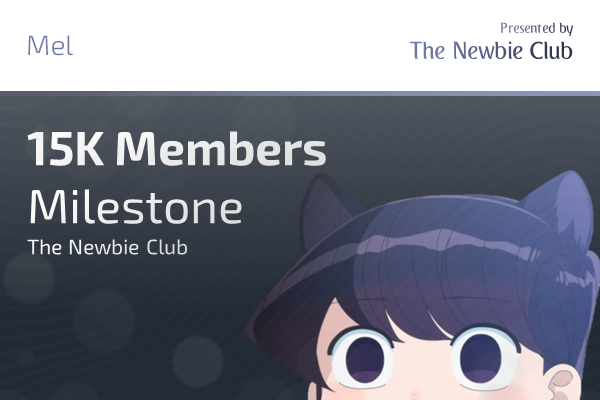 Mel
Presented by
The Newbie Club
15K Members
Milestone
The Newbie Club